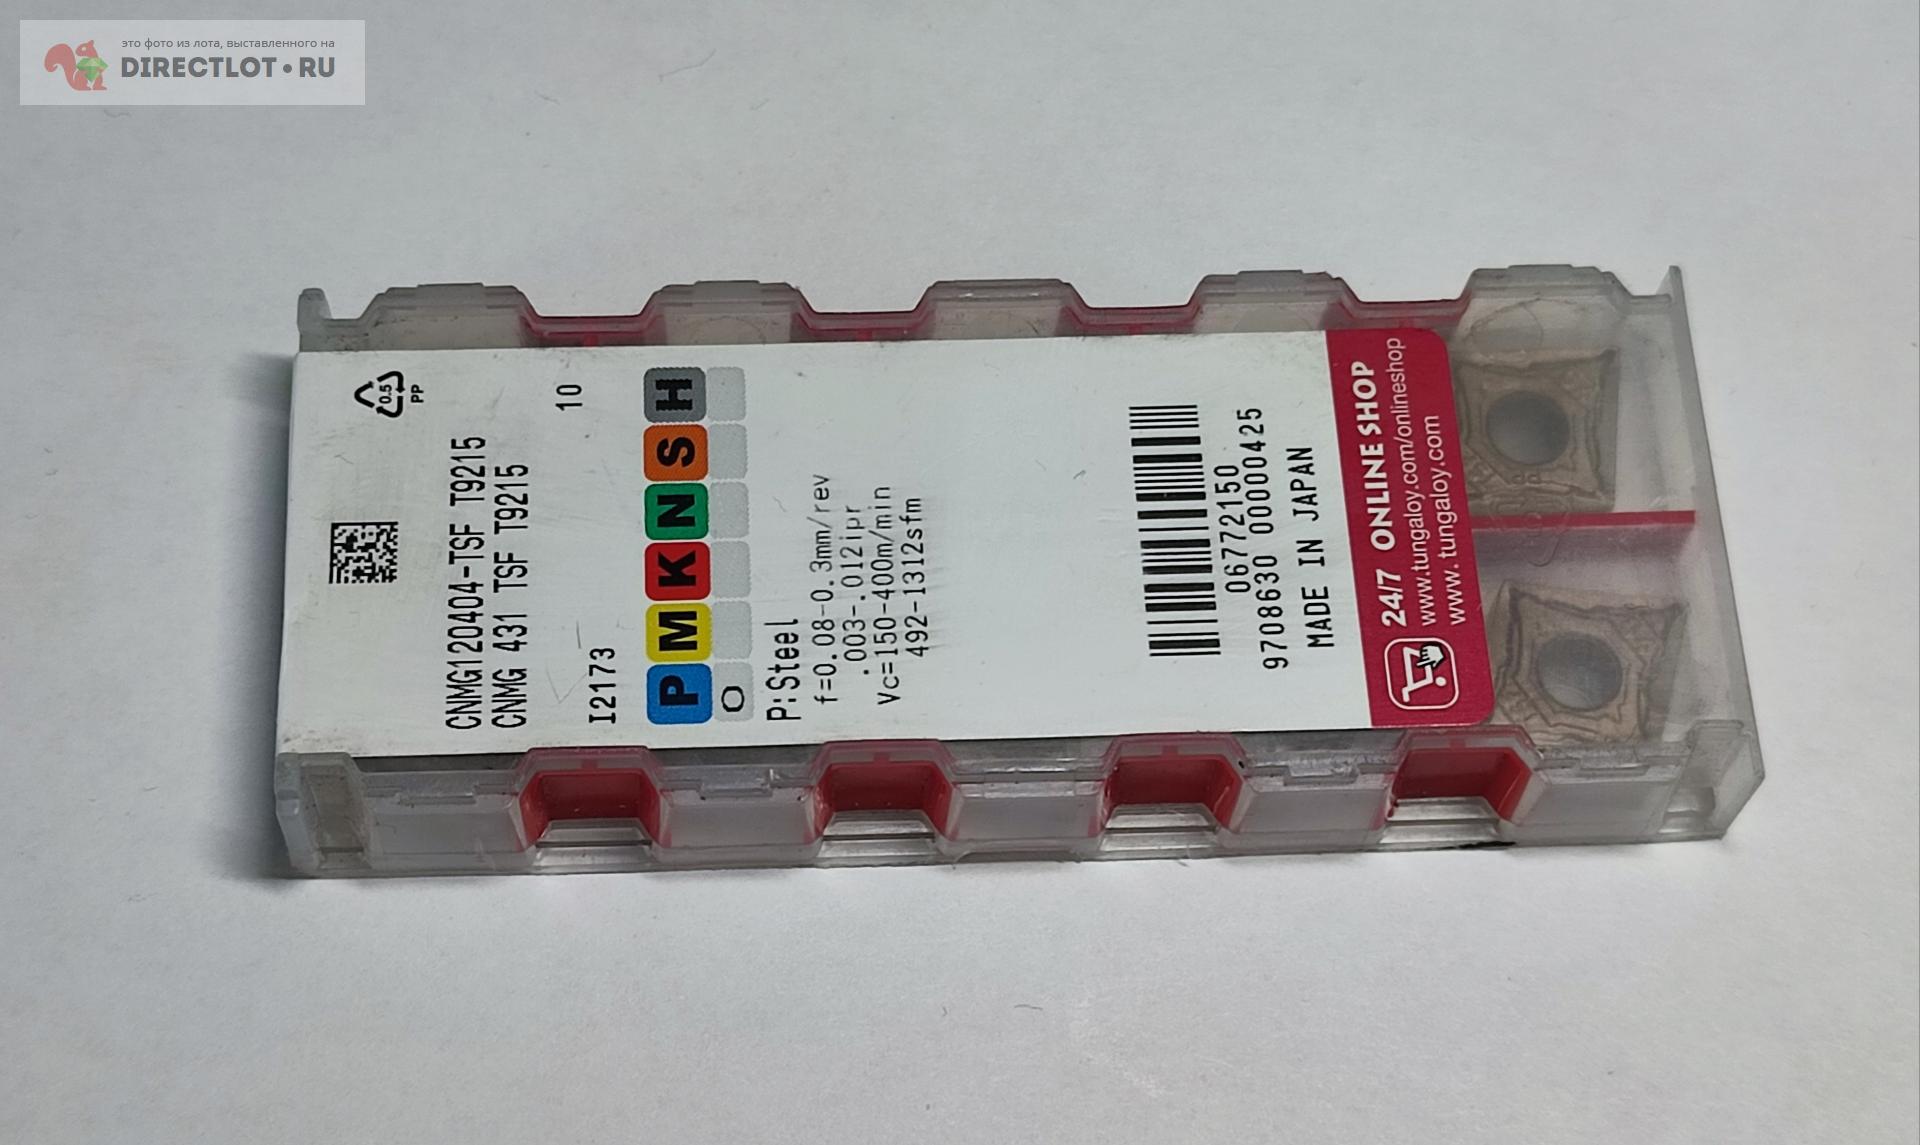 это фото из лота, выставленного на
DIRECTLOT•RU
0.5
PP
CNMG120404-TSF T9215
CNMG 431 TSF T9215
I2173 10
P M K N S H
P:Steel
f=0.08-0.3mm/rev
.003-.012ipr
Vc=150-400m/min
492-1312sfm
06772150
9708630 00000425
MADE IN JAPAN
24/7 ONLINE SHOP
www.tungaloy.com/onlineshop
www.tungaloy.com